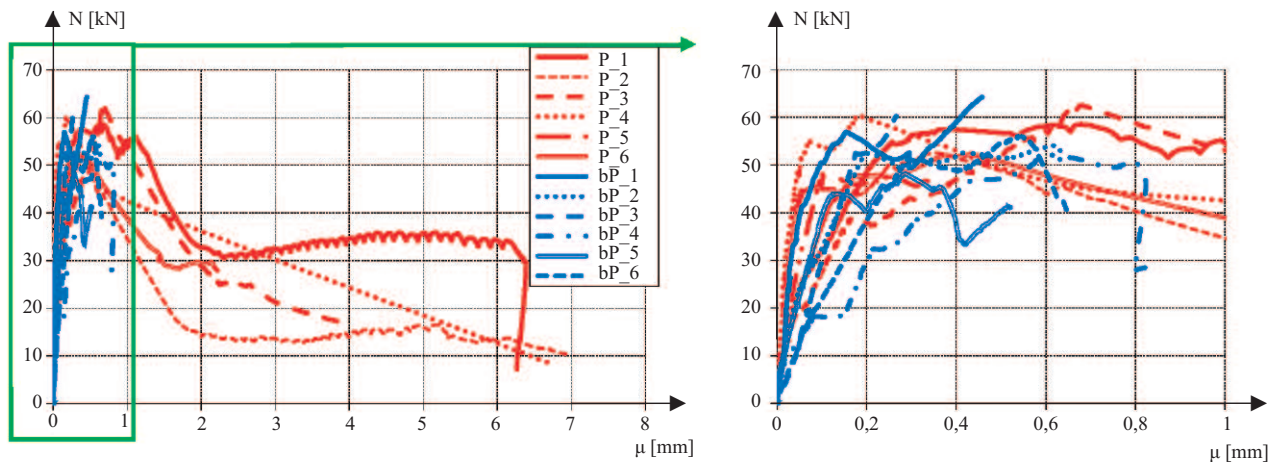 N [kN]
70
60
50
40
30
20
10
0
0 1 2 3 4 5 6 7 8
µ [mm]
P_1
P_2
P_3
P_4
P_5
P_6
bP_1
bP_2
bP_3
bP_4
bP_5
bP_6
N [kN]
70
60
50
40
30
20
10
0
0 0,2 0,4 0,6 0,8 1
µ [mm]